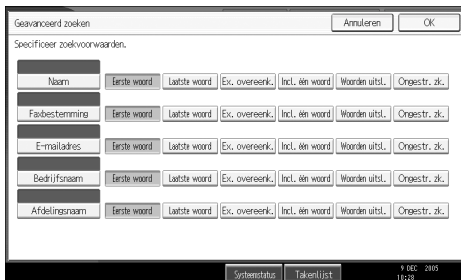 Geavanceerd zoeken Annuleren OK
Specificeer zoekvoorwaarden.
Naam Eerste woord Laatste woord Ex. overeenk. Incl. één woord Woorden uitsl. Ongestr. zk.
Faxbestemming Eerste woord Laatste woord Ex. overeenk. Incl. één woord Woorden uitsl. Ongestr. zk.
E-mailadres Eerste woord Laatste woord Ex. overeenk. Incl. één woord Woorden uitsl. Ongestr. zk.
Bedrijfsnaam Eerste woord Laatste woord Ex. overeenk. Incl. één woord Woorden uitsl. Ongestr. zk.
Afdelingsnaam Eerste woord Laatste woord Ex. overeenk. Incl. één woord Woorden uitsl. Ongestr. zk.
Systeemstatus Takenlijst 9 DEC 2005
10:28